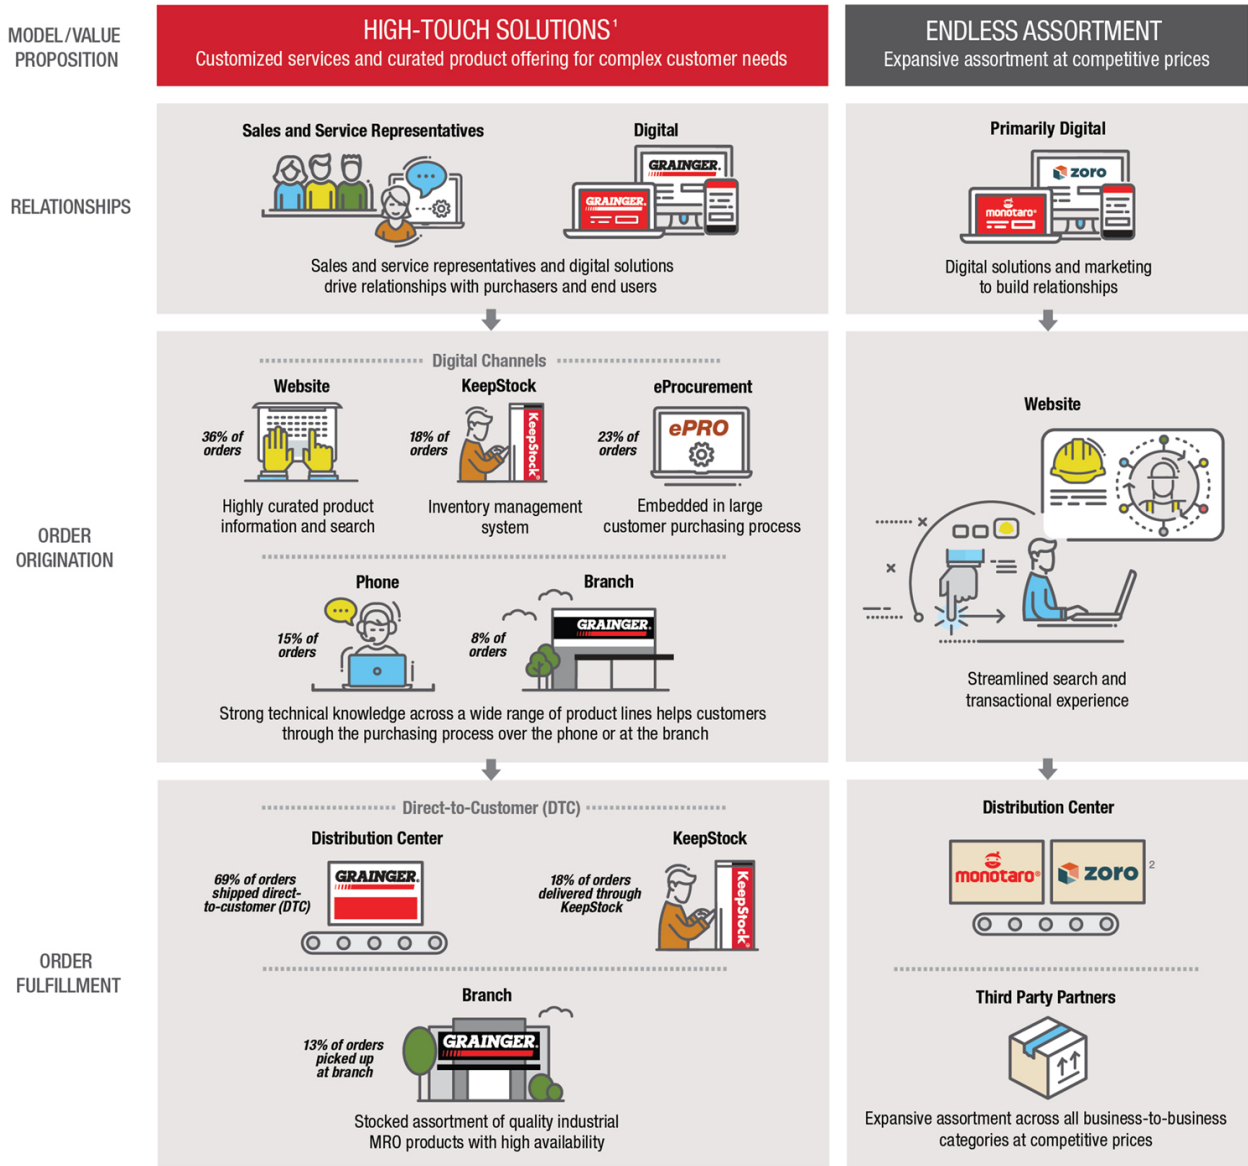 MODEL/VALUE
PROPOSITION
HIGH-TOUCH SOLUTIONS¹
Customized services and curated product offering for complex customer needs
ENDLESS ASSORTMENT
Expansive assortment at competitive prices
RELATIONSHIPS
Sales and Service Representatives
Digital
GRAINGER.
GRAINGER.
Sales and service representatives and digital solutions
drive relationships with purchasers and end users
Primarily Digital
zoro
monotaro
Digital solutions and marketing
to build relationships
ORDER
ORIGINATION
Digital Channels
Website
36% of
orders
Highly curated product
information and search
KeepStock
18% of
orders
KeepStock
Inventory management
system
eProcurement
23% of
orders
ePRO
Embedded in large
customer purchasing process
Phone
15% of
orders
Branch
8% of
orders
GRAINGER.
Strong technical knowledge across a wide range of product lines helps customers
through the purchasing process over the phone or at the branch
Website
Streamlined search and
transactional experience
ORDER
FULFILLMENT
Direct-to-Customer (DTC)
Distribution Center
69% of orders
shipped direct-
to-customer (DTC)
GRAINGER.
KeepStock
18% of orders
delivered through
KeepStock
KeepStock
Branch
13% of orders
picked up
at branch
GRAINGER.
Stocked assortment of quality industrial
MRO products with high availability
Distribution Center
monotaro
zoro
2
Third Party Partners
Expansive assortment across all business-to-business
categories at competitive prices